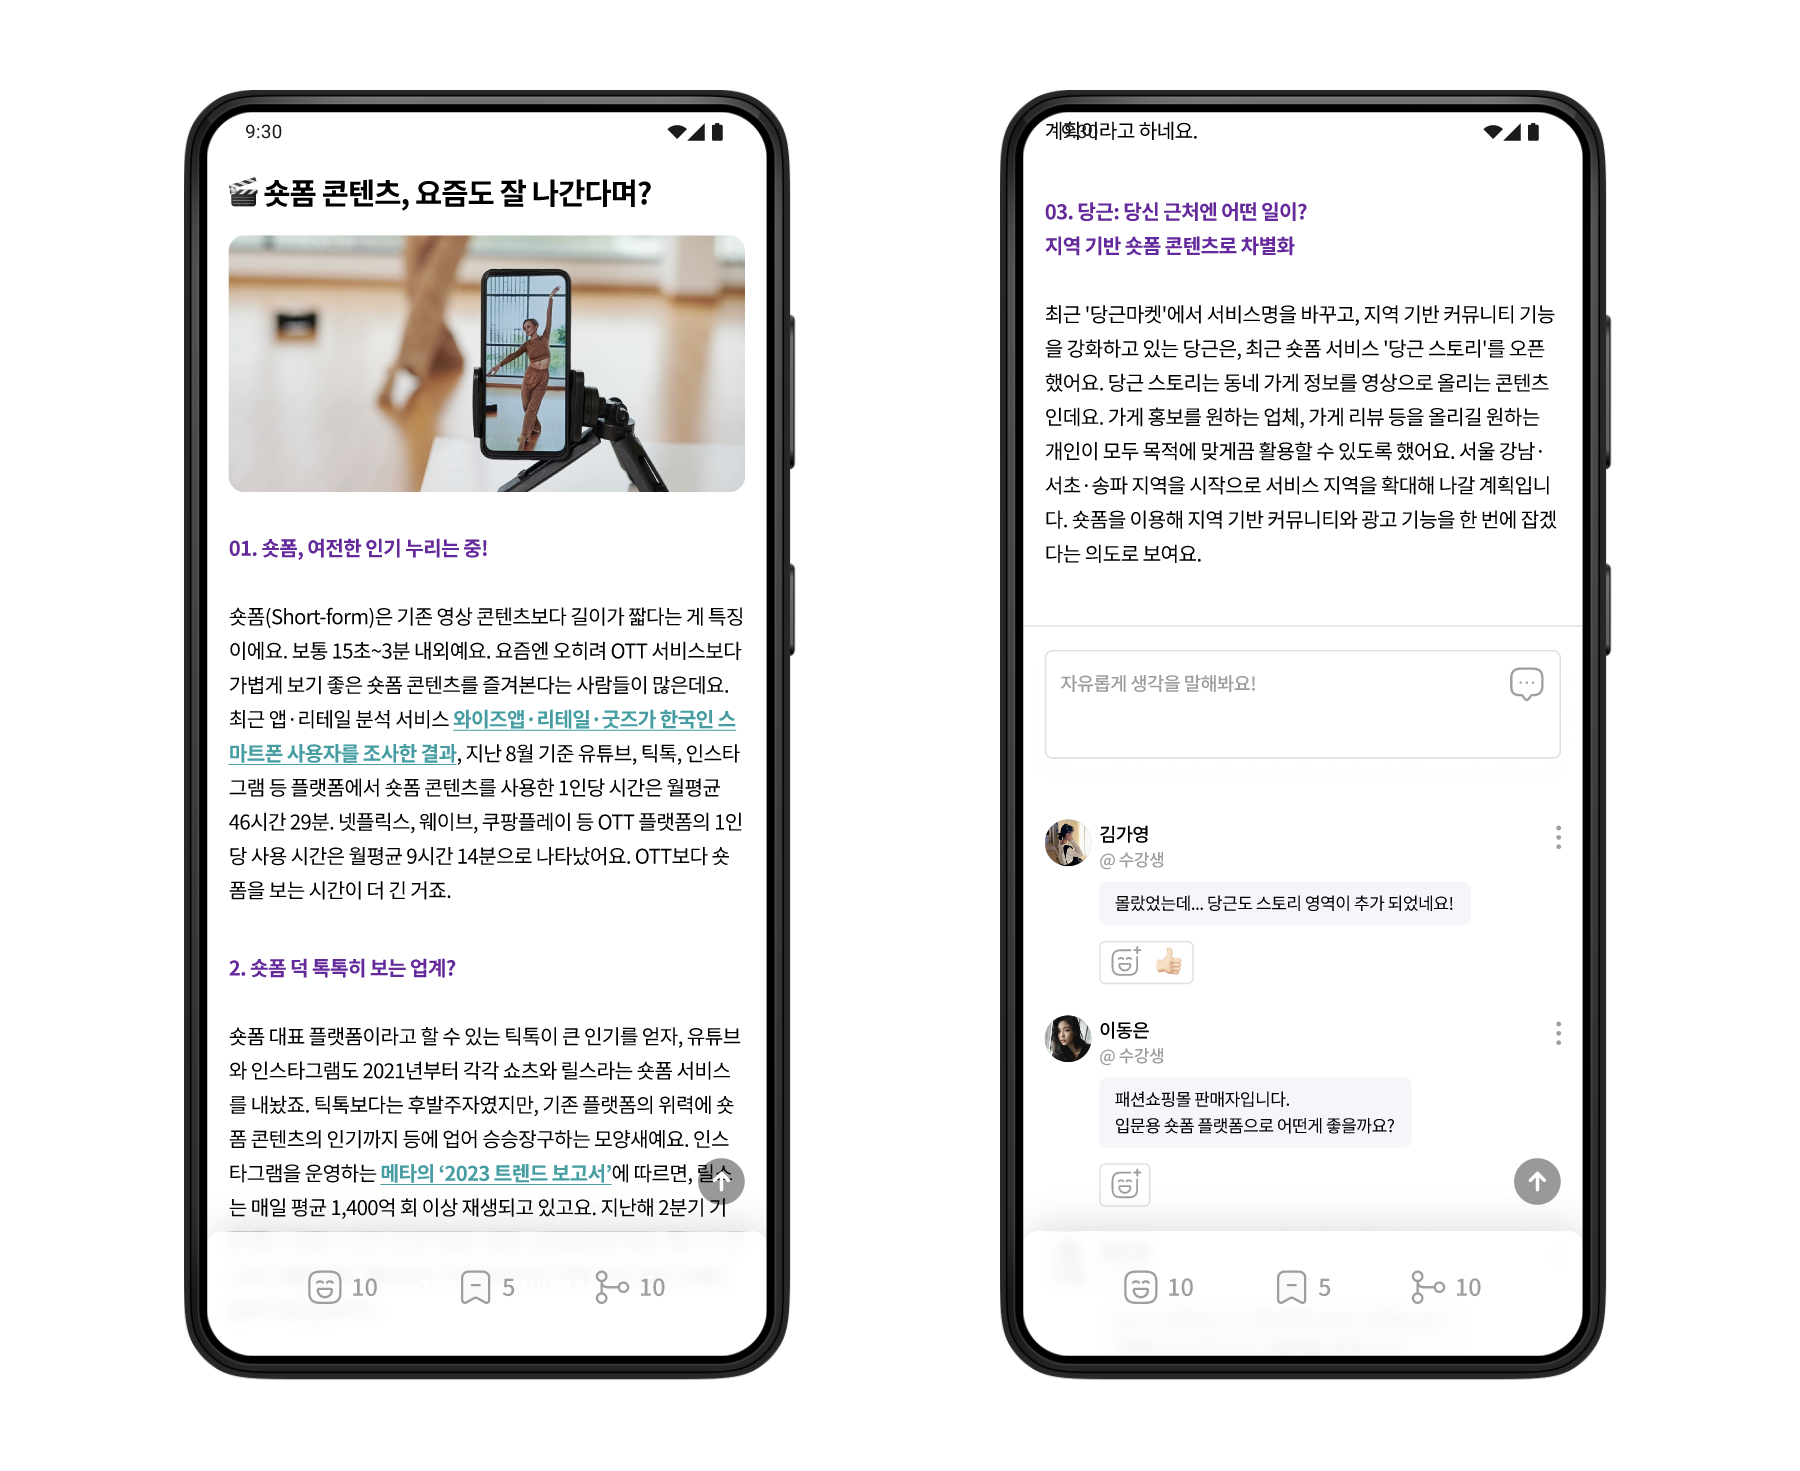 9:30
숏폼 콘텐츠, 요즘도 잘 나간다며?
01. 숏폼, 여전한 인기 누리는 중!
숏폼(Short-form)은 기존 영상 콘텐츠보다 길이가 짧다는 게 특징
이에요. 보통 15초~3분 내외예요. 요즘엔 오히려 OTT 서비스보다
가볍게 보기 좋은 숏폼 콘텐츠를 즐겨본다는 사람들이 많은데요.
최근 앱·리테일 분석 서비스 와이즈앱·리테일·굿즈가 한국인 스
마트폰 사용자를 조사한 결과, 지난 8월 기준 유튜브, 틱톡, 인스타
그램 등 플랫폼에서 숏폼 콘텐츠를 사용한 1인당 시간은 월평균
46시간 29분. 넷플릭스, 웨이브, 쿠팡플레이 등 OTT 플랫폼의 1인
당 사용 시간은 월평균 9시간 14분으로 나타났어요. OTT보다 숏
폼을 보는 시간이 더 긴 거죠.
2. 숏폼 덕 톡톡히 보는 업계?
숏폼 대표 플랫폼이라고 할 수 있는 틱톡이 큰 인기를 얻자, 유튜브
와 인스타그램도 2021년부터 각각 쇼츠와 릴스라는 숏폼 서비스
를 내놨죠. 틱톡보다는 후발주자였지만, 기존 플랫폼의 위력에 숏
폼 콘텐츠의 인기까지 등에 업어 승승장구하는 모양새예요. 인스
타그램을 운영하는 메타의 ‘2023 트렌드 보고서’에 따르면, 릴스
는 매일 평균 1,400억 회 이상 재생되고 있고요. 지난해 2분기 기
10
5
10
9:30
계획이라고 하네요.
03. 당근: 당신 근처엔 어떤 일이?
지역 기반 숏폼 콘텐츠로 차별화
최근 '당근마켓'에서 서비스명을 바꾸고, 지역 기반 커뮤니티 기능
을 강화하고 있는 당근은, 최근 숏폼 서비스 '당근 스토리'를 오픈
했어요. 당근 스토리는 동네 가게 정보를 영상으로 올리는 콘텐츠
인데요. 가게 홍보를 원하는 업체, 가게 리뷰 등을 올리길 원하는
개인이 모두 목적에 맞게끔 활용할 수 있도록 했어요. 서울 강남·
서초·송파 지역을 시작으로 서비스 지역을 확대해 나갈 계획입니
다. 숏폼을 이용해 지역 기반 커뮤니티와 광고 기능을 한 번에 잡겠
다는 의도로 보여요.
자유롭게 생각을 말해봐요!
김가영
@ 수강생
몰랐었는데... 당근도 스토리 영역이 추가 되었네요!
이동은
@ 수강생
패션쇼핑몰 판매자입니다.
입문용 숏폼 플랫폼으로 어떤게 좋을까요?
10
5
10